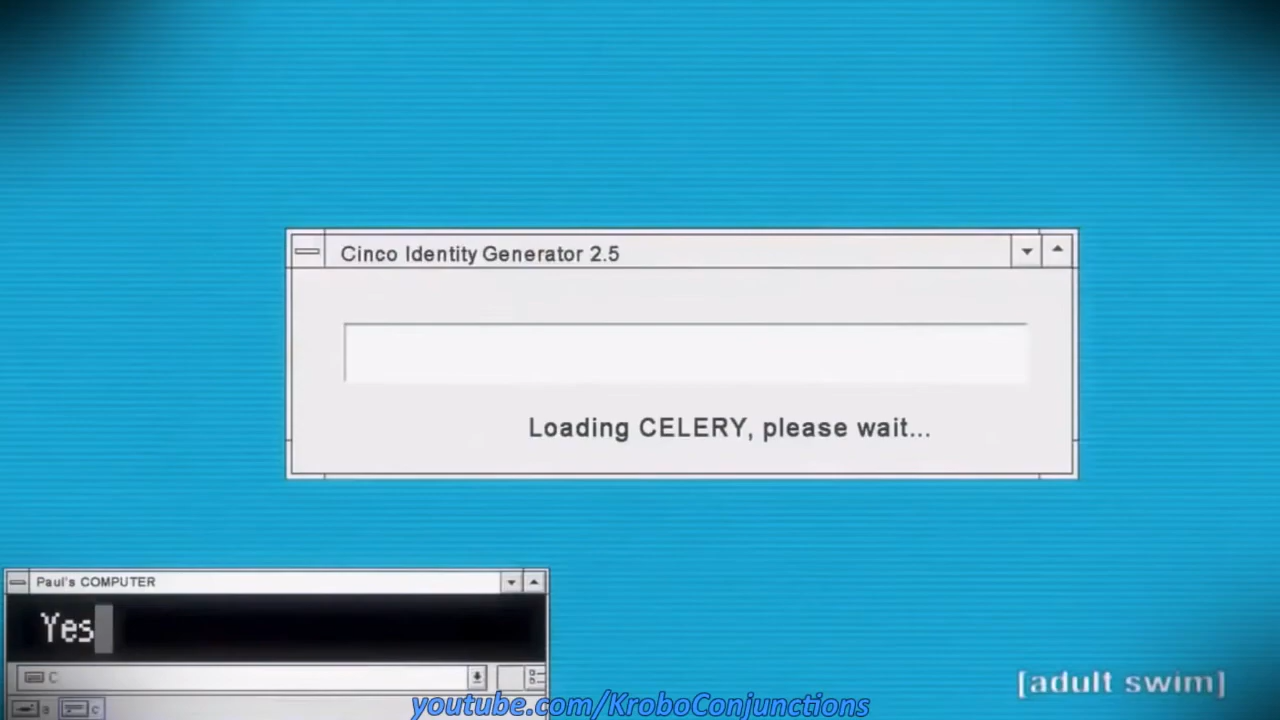 Cinco Identity Generator 2.5
Loading CELERY, please wait...
Paul's COMPUTER
Yes
C
a c
youtube.com/KroboConjunctions
[adult swim]